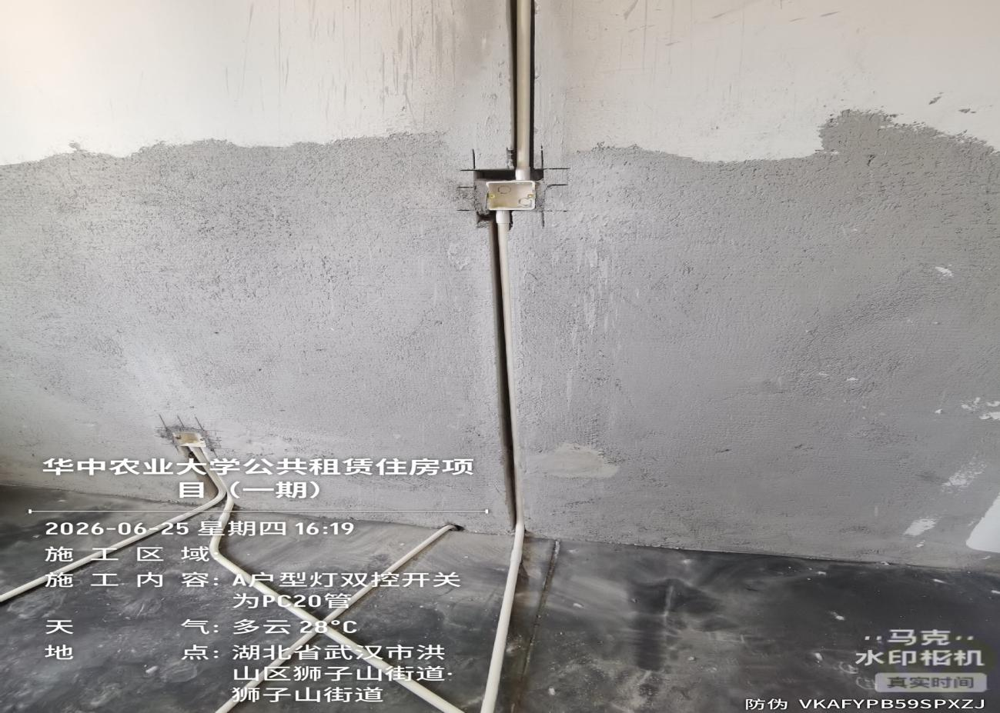 华中农业大学公共租赁住房项
目（一期）
2026-06-25 星期四 16:19
施工区域:
施工内容: A户型灯双控开关
为PC20管
天气: 多云 28°C
地点: 湖北省武汉市洪
山区狮子山街道·
狮子山街道
马克
水印相机
真实时间
防伪 VKAFYPB59SPXZJ